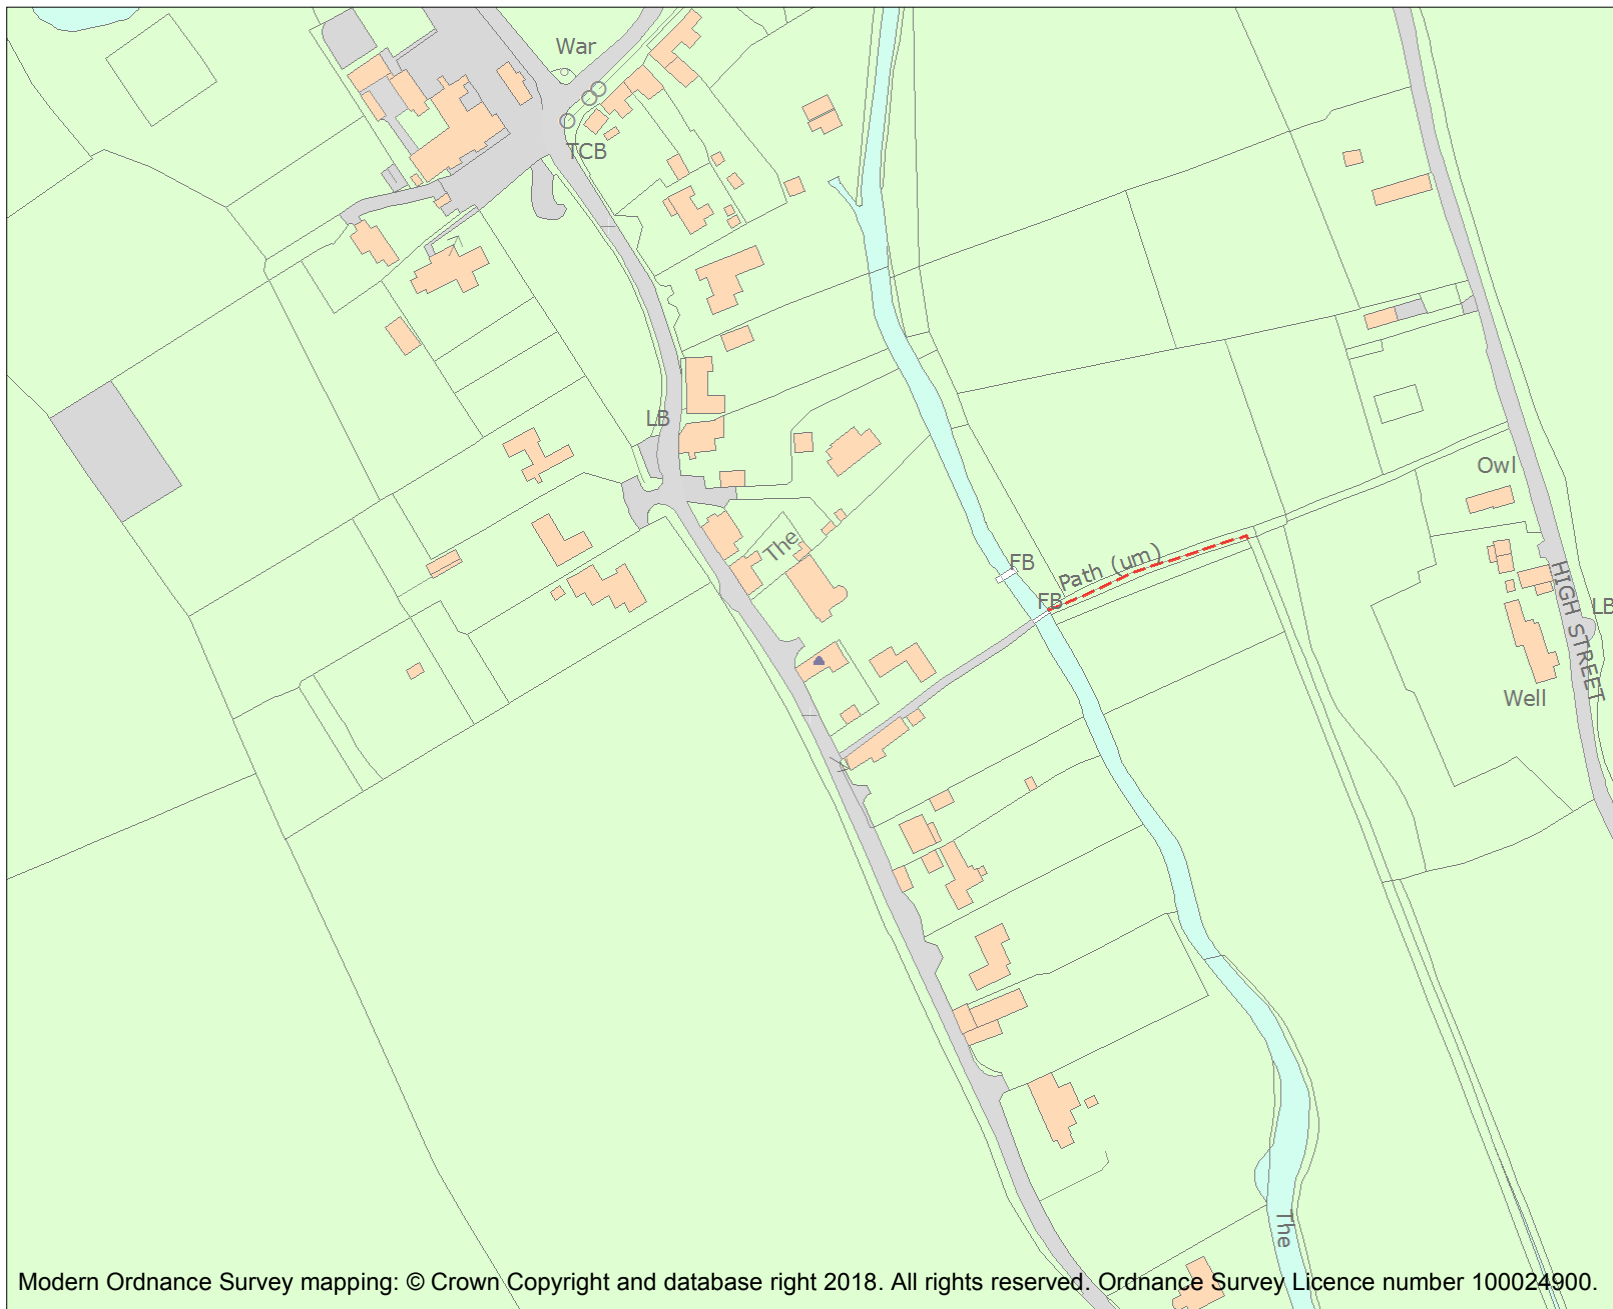 War
TCB
LB
Owl
The
FB
Path (um)
FB
HIGH STREET
LB
Well
The
Modern Ordnance Survey mapping: © Crown Copyright and database right 2018. All rights reserved. Ordnance Survey Licence number 100024900.